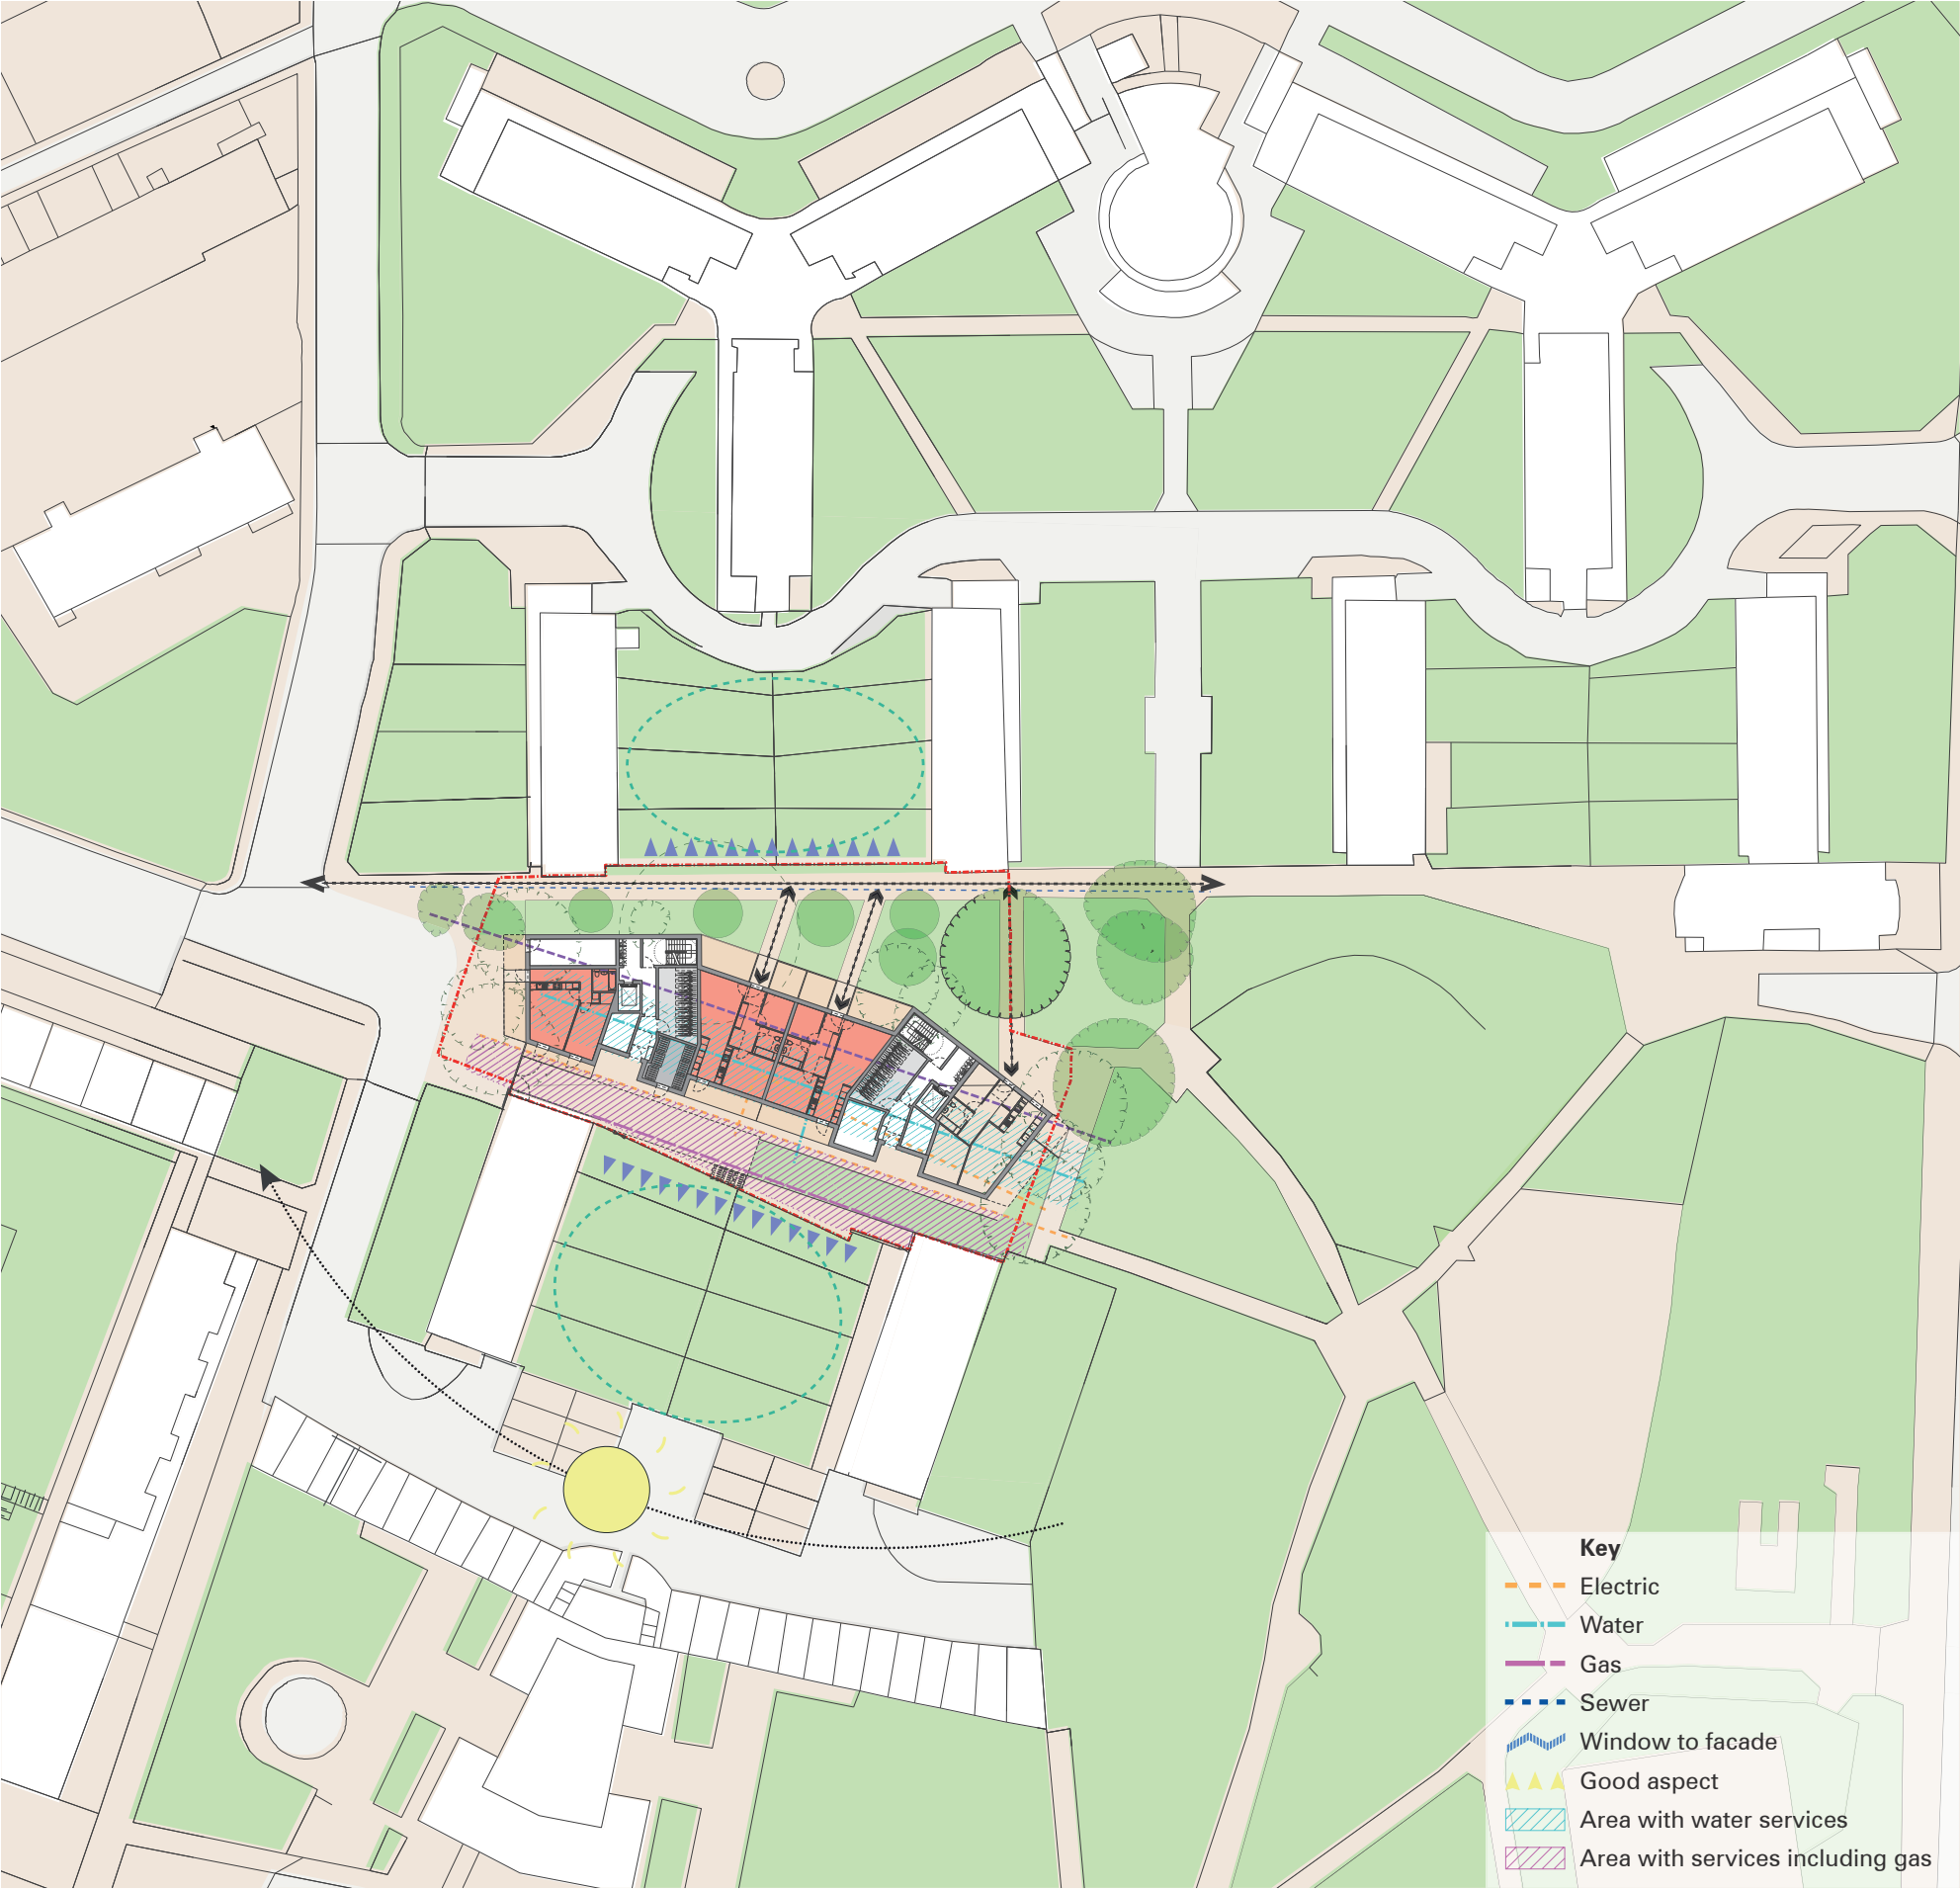 Key
Electric
Water
Gas
Sewer
Window to facade
Good aspect
Area with water services
Area with services including gas